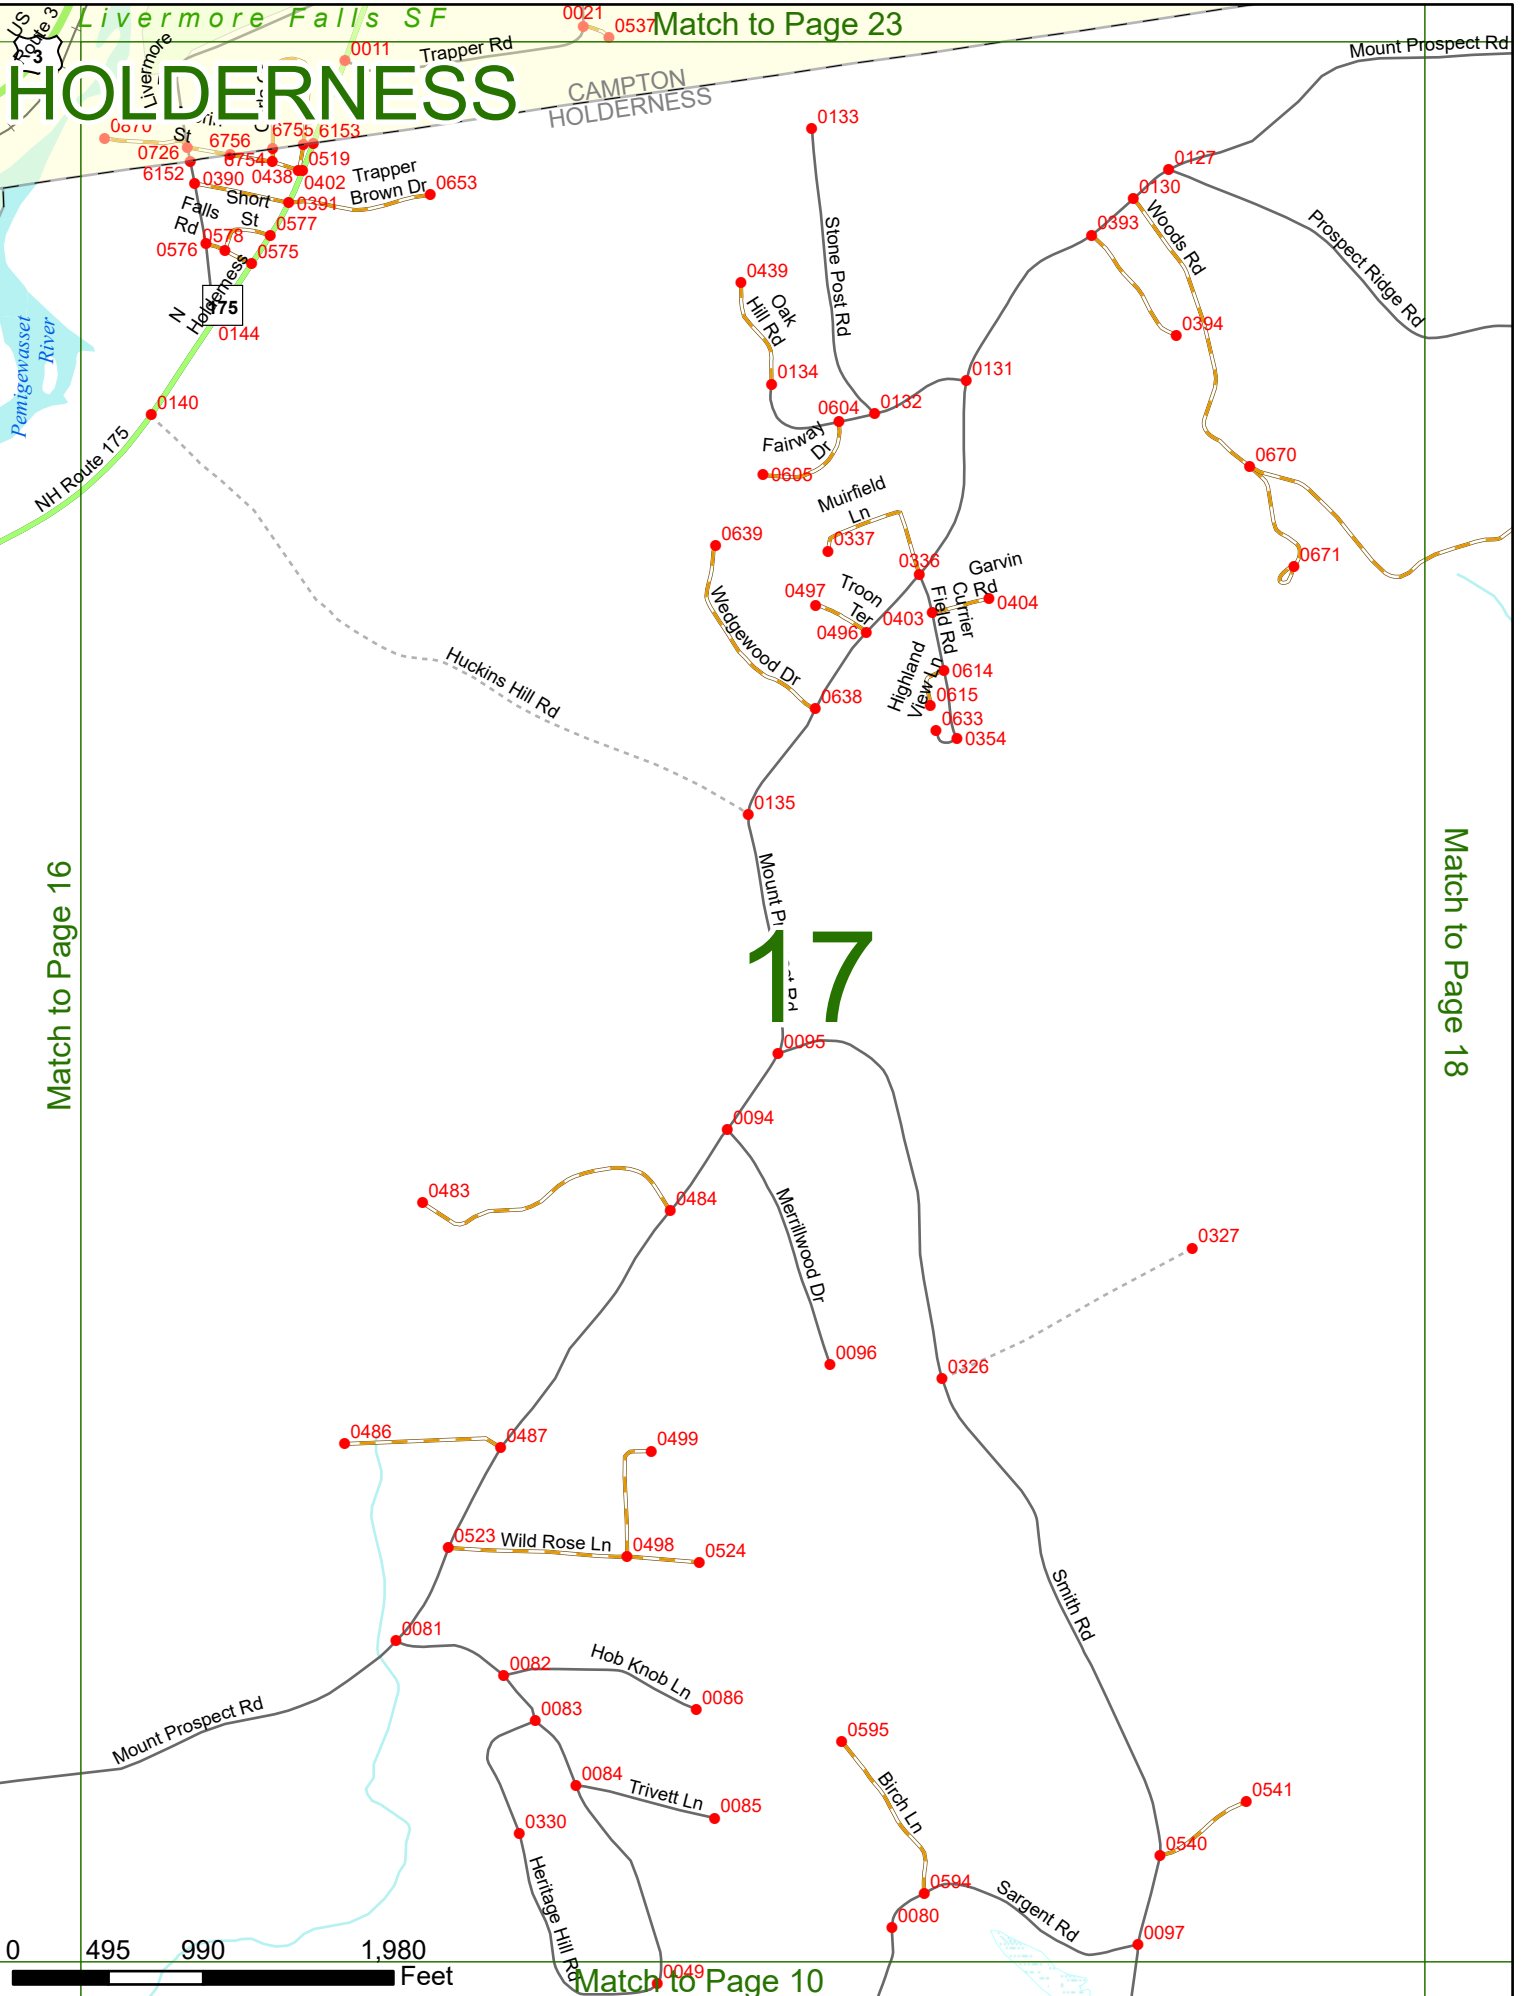 US
Route 3
3
Livermore Falls SF
0021
0537
Match to Page 23
0011
Trapper Rd
Mount Prospect Rd
HOLDERNESS
Livermore
CAMPTON
HOLDERNESS
0133
0870
St
6756
6755
6153
0726
6754
0519
0127
6152
0390
0438
0402
Trapper
Brown Dr
0653
0130
Falls
Rd
Short
St
0391
0393
Woods Rd
Prospect Ridge Rd
0577
0576
0578
0575
Stone Post Rd
0439
Oak
Hill Rd
N
Holderness
175
0144
0394
Pemigewasset
River
0134
0131
0140
0604
0132
Fairway
Dr
NH Route 175
0605
0670
Muirfield
Ln
0639
0337
0336
0671
Garvin
Rd
Troon
Ter
0497
0404
Currier
Field Rd
0403
0496
Wedgewood Dr
Huckins Hill Rd
Highland
View Ln
0614
0638
0615
0633
0354
0135
Match to Page 16
Match to Page 18
17
0095
0094
0483
0484
Merrillwood Dr
0327
0096
0326
0486
0487
0499
0523
Wild Rose Ln
0498
0524
Smith Rd
0081
0082
Hob Knob Ln
0086
Mount Prospect Rd
0083
0595
0084
Trivett Ln
0085
Birch Ln
0541
0330
0540
Heritage Hill Rd
0594
Sargent Rd
0080
0097
0 495 990 1,980
Feet
0049
Match to Page 10